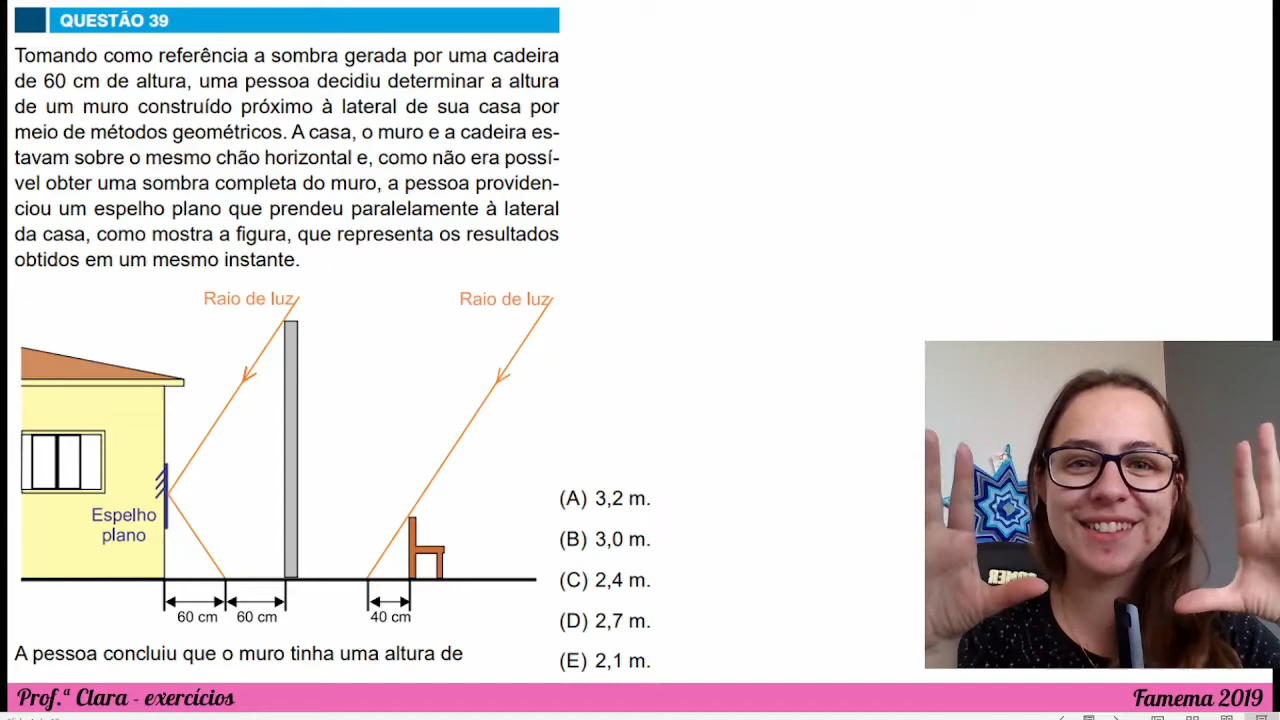 QUESTÃO 39
Tomando como referência a sombra gerada por uma cadeira
de 60 cm de altura, uma pessoa decidiu determinar a altura
de um muro construído próximo à lateral de sua casa por
meio de métodos geométricos. A casa, o muro e a cadeira es-
tavam sobre o mesmo chão horizontal e, como não era possí-
vel obter uma sombra completa do muro, a pessoa providen-
ciou um espelho plano que prendeu paralelamente à lateral
da casa, como mostra a figura, que representa os resultados
obtidos em um mesmo instante.
Raio de luz
Raio de luz
Espelho
plano
60 cm
60 cm
40 cm
A pessoa concluiu que o muro tinha uma altura de
(A) 3,2 m.
(B) 3,0 m.
(C) 2,4 m.
(D) 2,7 m.
(E) 2,1 m.
Prof.ª Clara - exercícios
Famema 2019